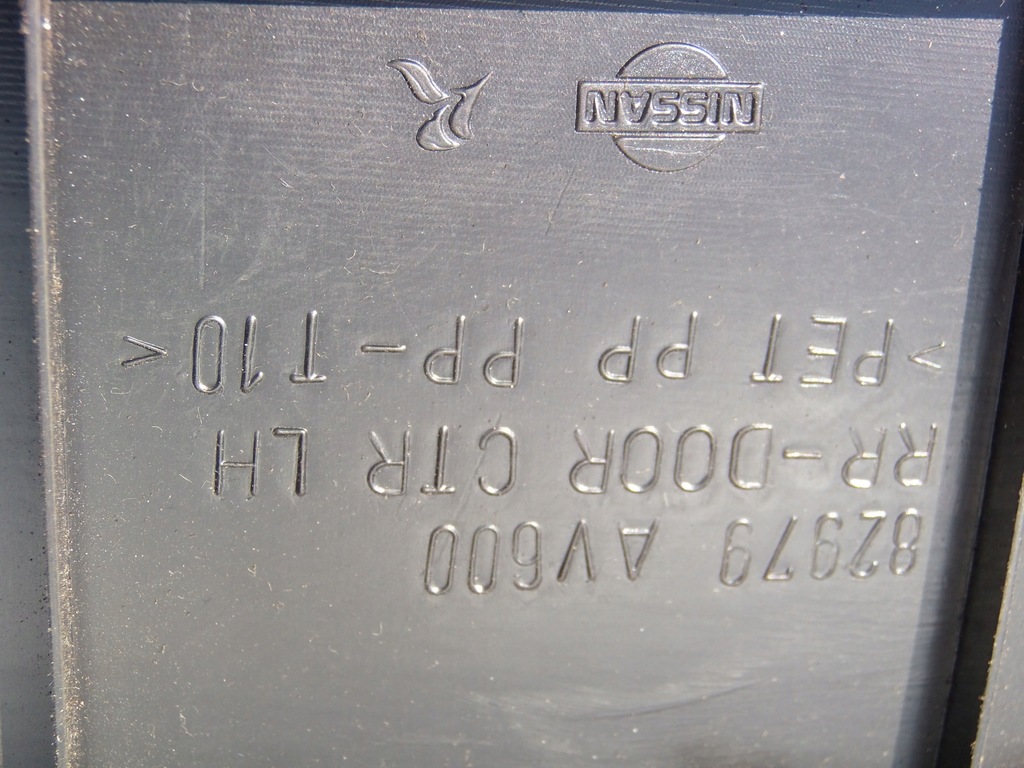 82979 AV600
RR-DOOR CTR LH
>PET PP PP-T10<
NISSAN